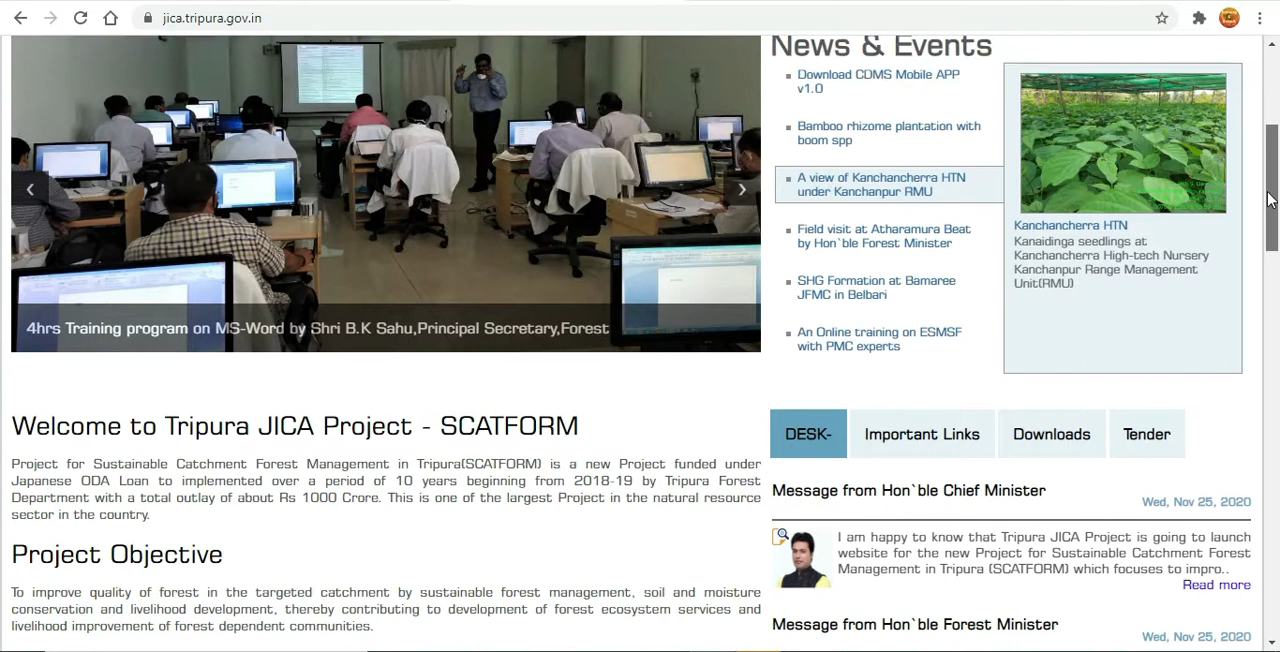 jica.tripura.gov.in
News & Events
Download CDMS Mobile APP
v1.0
Bamboo rhizome plantation with
boom spp
A view of Kanchancherra HTN
under Kanchanpur RMU
Field visit at Atharamura Beat
by Hon`ble Forest Minister
SHG Formation at Bamaree
JFMC in Belbari
An Online training on ESMSF
with PMC experts
Kanchancherra HTN
Kanaidinga seedlings at
Kanchancherra High-tech Nursery
Kanchanpur Range Management
Unit(RMU)
4hrs Training program on MS-Word by Shri B.K Sahu,Principal Secretary,Forest
Welcome to Tripura JICA Project - SCATFORM
Project for Sustainable Catchment Forest Management in Tripura(SCATFORM) is a new Project funded under
Japanese ODA Loan to implemented over a period of 10 years beginning from 2018-19 by Tripura Forest
Department with a total outlay of about Rs 1000 Crore. This is one of the largest Project in the natural resource
sector in the country.
Project Objective
To improve quality of forest in the targeted catchment by sustainable forest management, soil and moisture
conservation and livelihood development, thereby contributing to development of forest ecosystem services and
livelihood improvement of forest dependent communities.
DESK-
Important Links
Downloads
Tender
Message from Hon`ble Chief Minister
Wed, Nov 25, 2020
I am happy to know that Tripura JICA Project is going to launch
website for the new Project for Sustainable Catchment Forest
Management in Tripura (SCATFORM) which focuses to impro..
Read more
Message from Hon`ble Forest Minister
Wed, Nov 25, 2020